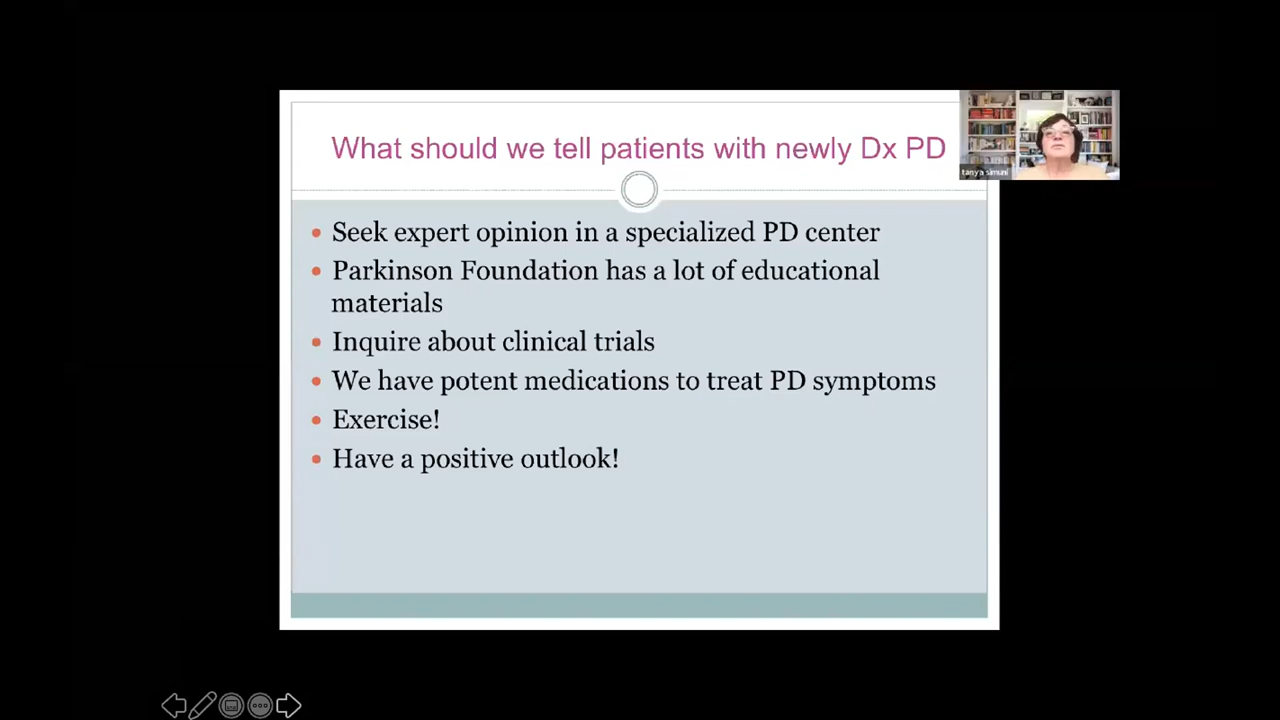 What should we tell patients with newly Dx PD
tanya simuni
Seek expert opinion in a specialized PD center
Parkinson Foundation has a lot of educational
materials
Inquire about clinical trials
We have potent medications to treat PD symptoms
Exercise!
Have a positive outlook!